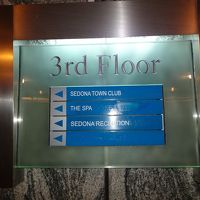 3rd Floor
SEDONA TOWN CLUB
THE SPA
SEDONA RECEPTION